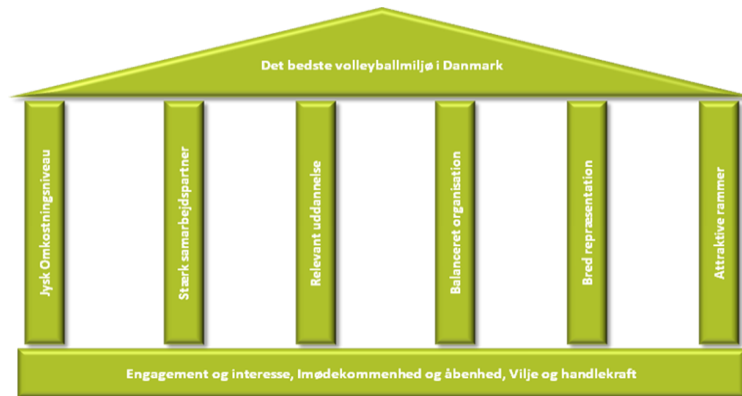 Det bedste volleyballmiljø i Danmark
Jysk Omkostningsniveau
Stærk samarbejdspartner
Relevant uddannelse
Balanceret organisation
Bred repræsentation
Attraktive rammer
Engagement og interesse, Imødekommenhed og åbenhed, Vilje og handlekraft